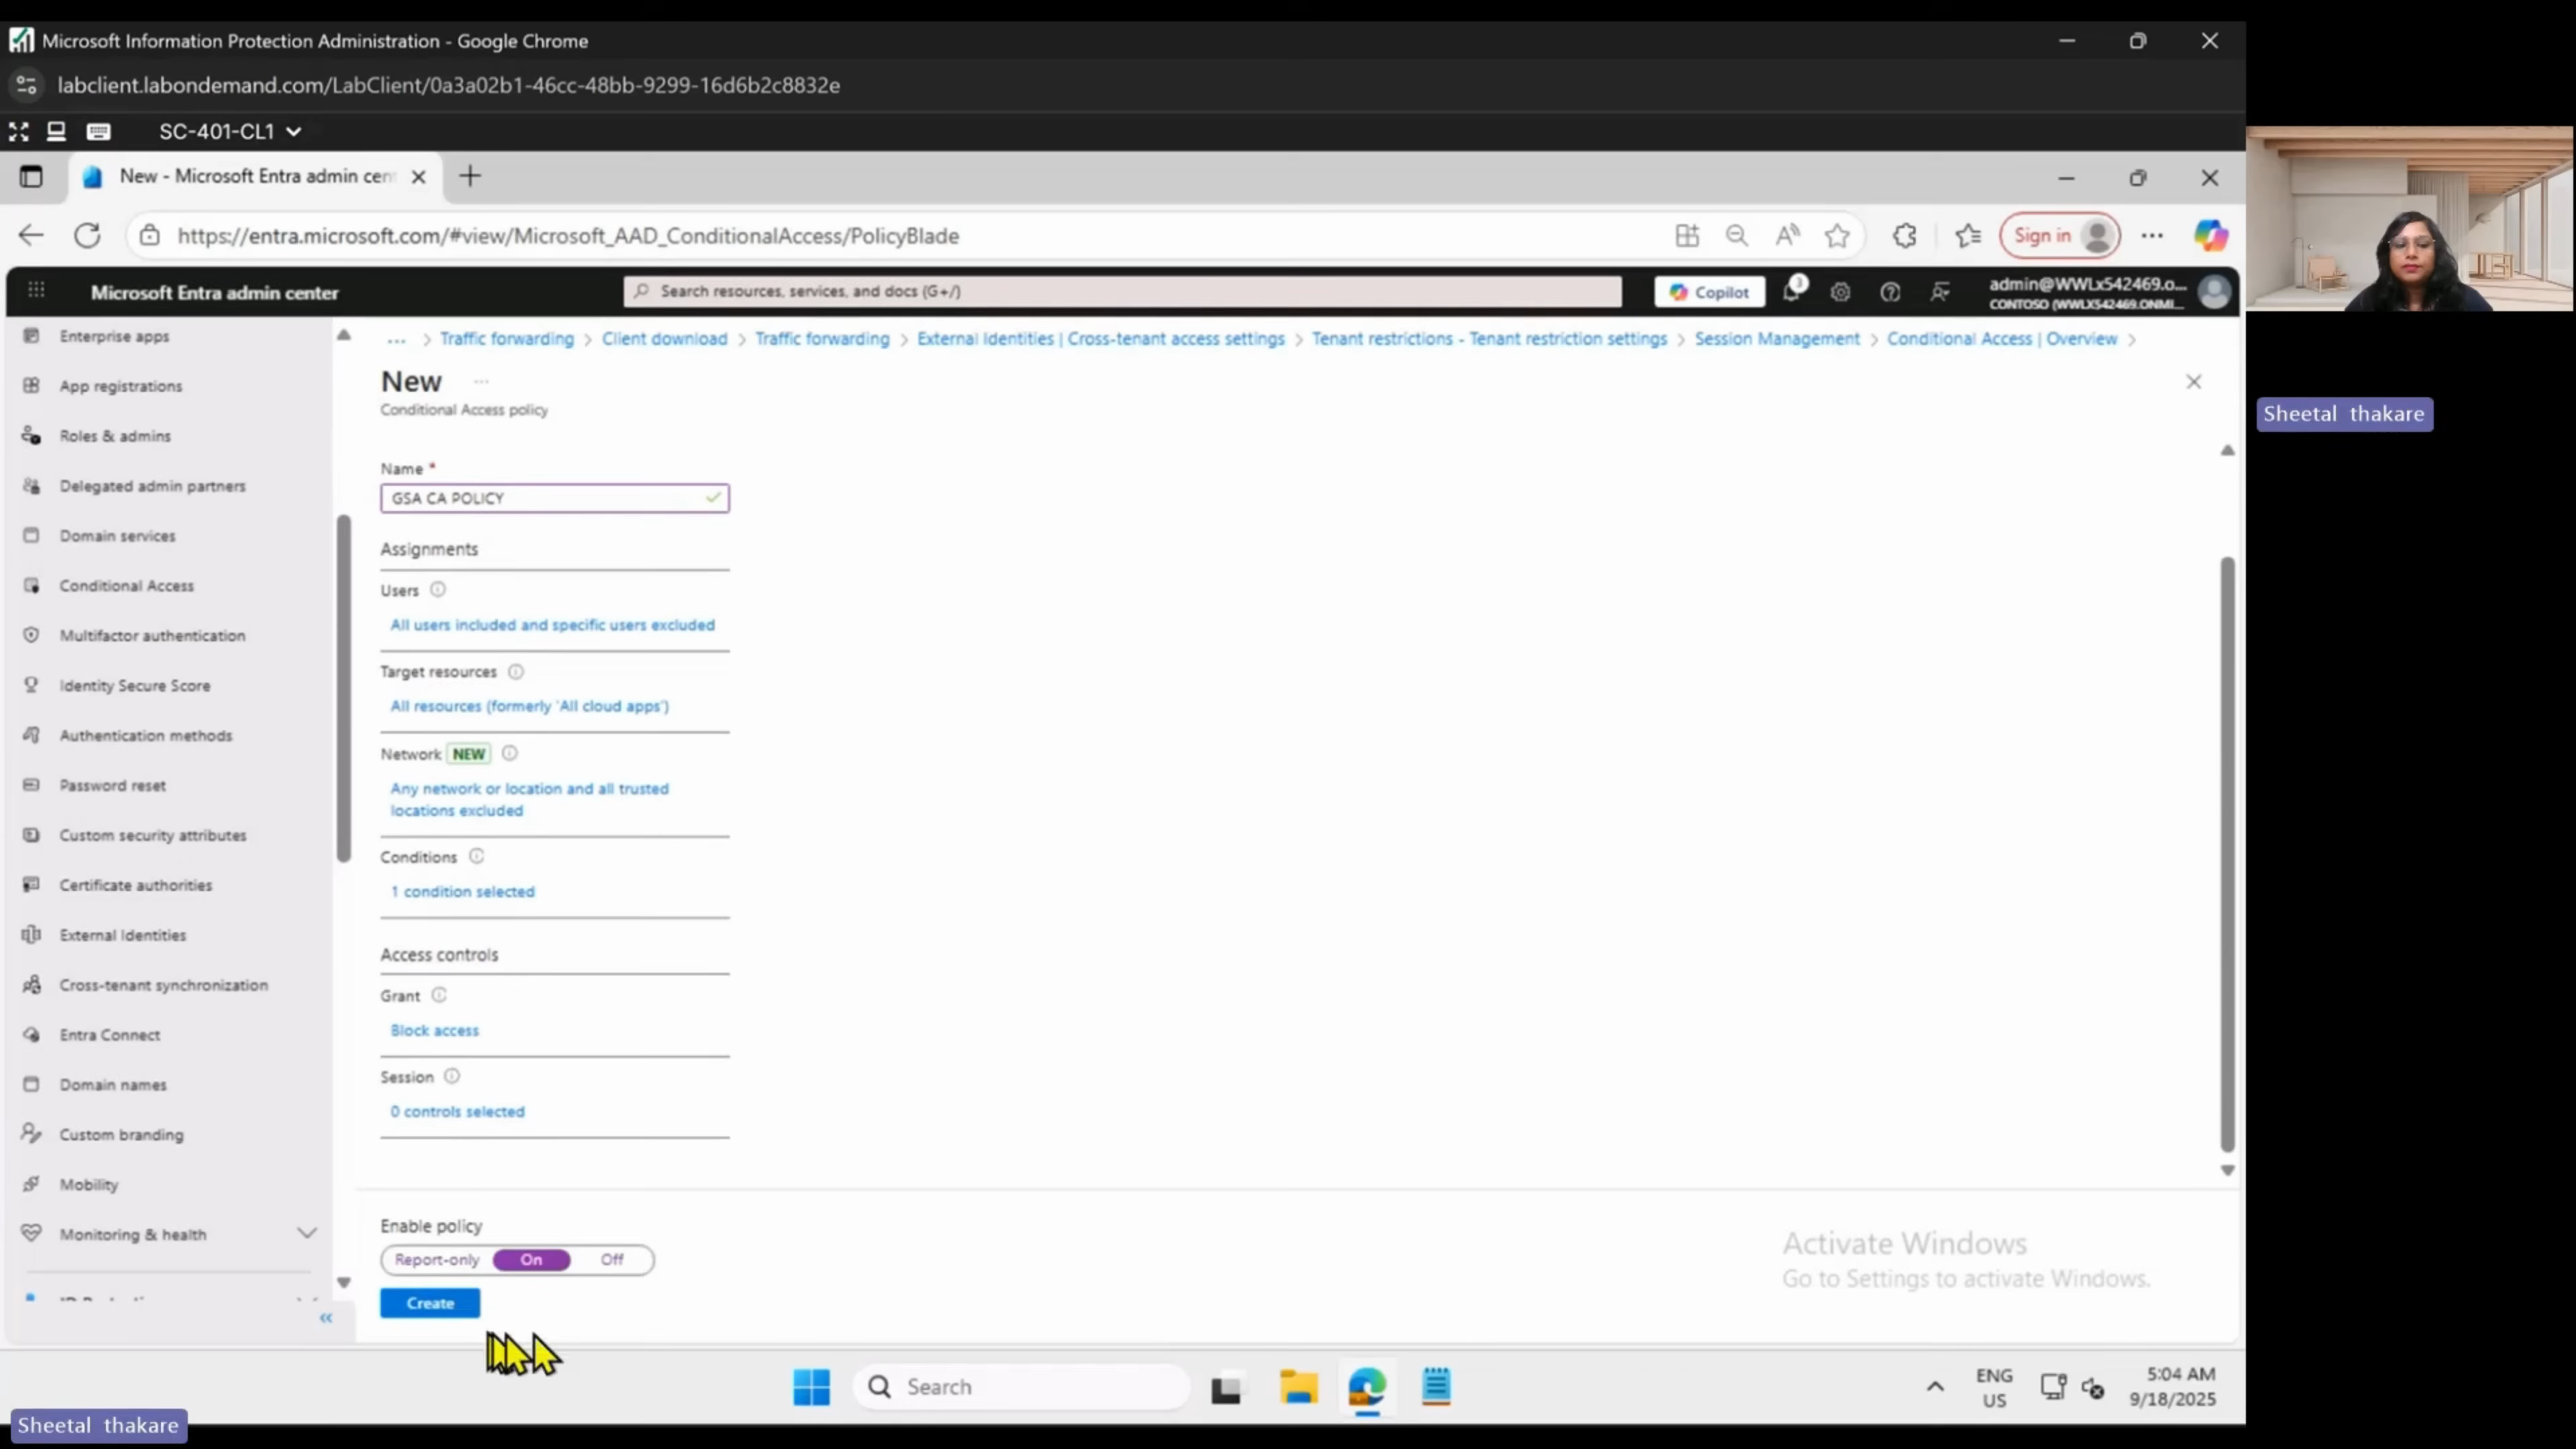 Microsoft Information Protection Administration - Google Chrome
labclient.labondemand.com/LabClient/0a3a02b1-46cc-48bb-9299-16d6b2c8832e
SC-401-CL1
New - Microsoft Entra admin cen
https://entra.microsoft.com/#view/Microsoft_AAD_ConditionalAccess/PolicyBlade
Sign in
Microsoft Entra admin center
Search resources, services, and docs (G+/)
Copilot
3
admin@WWLx542469.o...
CONTOSO (WWLX542469.ONMI...
Enterprise apps
App registrations
Roles & admins
Delegated admin partners
Domain services
Conditional Access
Multifactor authentication
Identity Secure Score
Authentication methods
Password reset
Custom security attributes
Certificate authorities
External Identities
Cross-tenant synchronization
Entra Connect
Domain names
Custom branding
Mobility
Monitoring & health
... > Traffic forwarding > Client download > Traffic forwarding > External Identities | Cross-tenant access settings > Tenant restrictions - Tenant restriction settings > Session Management > Conditional Access | Overview >
New ...
Conditional Access policy
Name *
GSA CA POLICY
Assignments
Users
All users included and specific users excluded
Target resources
All resources (formerly 'All cloud apps')
Network NEW
Any network or location and all trusted
locations excluded
Conditions
1 condition selected
Access controls
Grant
Block access
Session
0 controls selected
Enable policy
Report-only On Off
Create
Activate Windows
Go to Settings to activate Windows.
Search
ENG
US
5:04 AM
9/18/2025
Sheetal thakare
Sheetal thakare